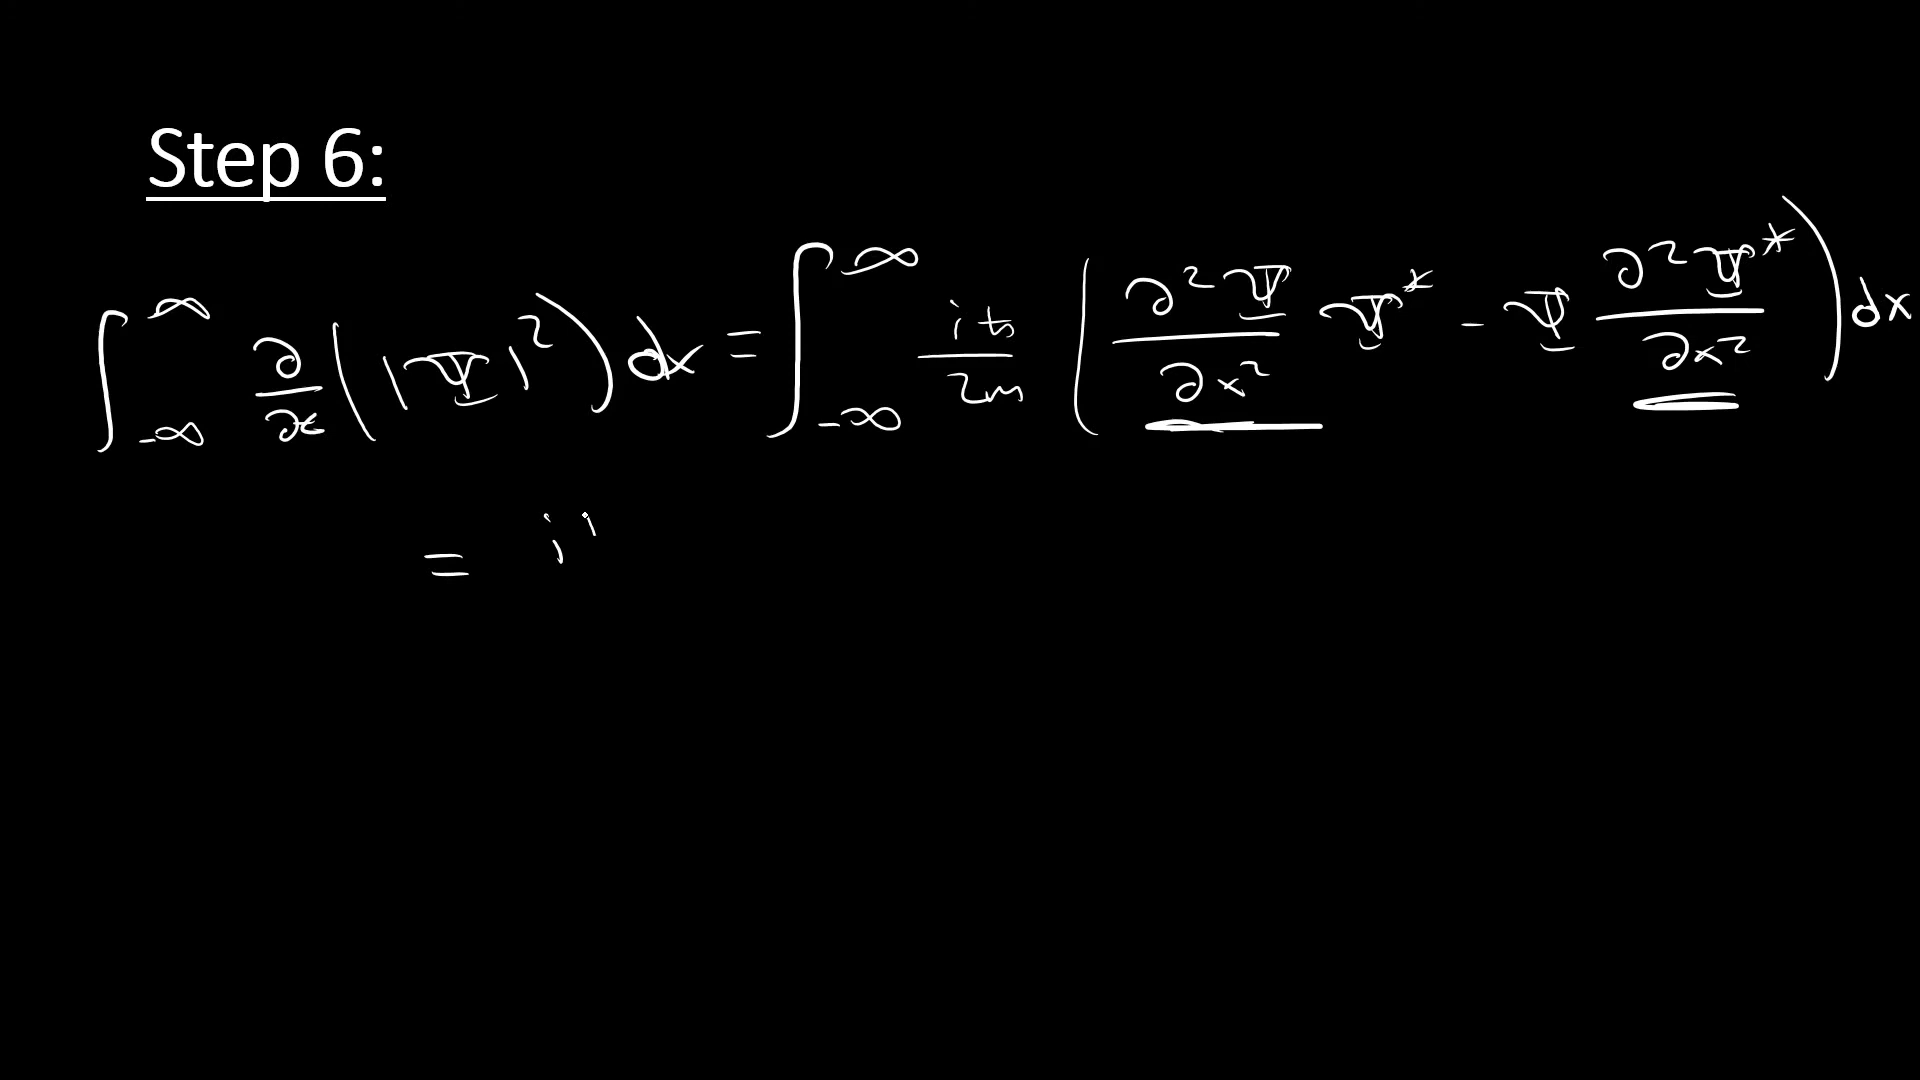 Step 6:
∫_{-∞}^{∞} ∂/∂t (|Ψ|²) dx = ∫_{-∞}^{∞} iħ/2m (∂²Ψ/∂x² Ψ* - Ψ ∂²Ψ*/∂x²) dx
= i